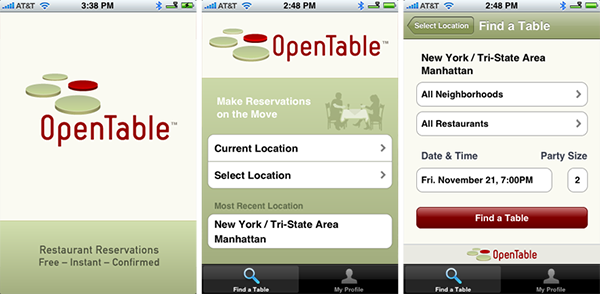 AT&T 3:38 PM
OpenTable™
Restaurant Reservations
Free – Instant – Confirmed
AT&T 2:48 PM
OpenTable™
Make Reservations
on the Move
Current Location
Select Location
Most Recent Location
New York / Tri-State Area
Manhattan
Find a Table
My Profile
AT&T 2:48 PM
Select Location
Find a Table
New York / Tri-State Area
Manhattan
All Neighborhoods
All Restaurants
Date & Time Party Size
Fri. November 21, 7:00PM 2
Find a Table
OpenTable
Find a Table
My Profile